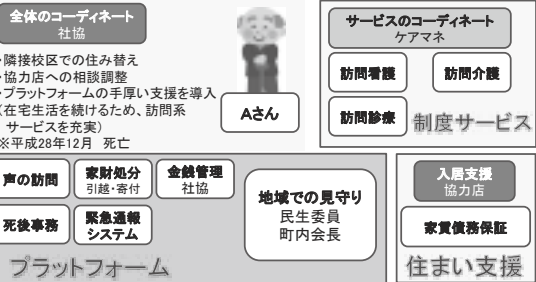 全体のコーディネート
社協
・隣接校区での住み替え
・協力店への相談調整
・プラットフォームの手厚い支援を導入
(在宅生活を続けるため、訪問系
サービスを充実)
※平成28年12月 死亡
Aさん
サービスのコーディネート
ケアマネ
訪問看護
訪問介護
訪問診療
制度サービス
声の訪問
家財処分
引越・寄付
金銭管理
社協
死後事務
緊急通報
システム
地域での見守り
民生委員
町内会長
プラットフォーム
入居支援
協力店
家賃債務保証
住まい支援